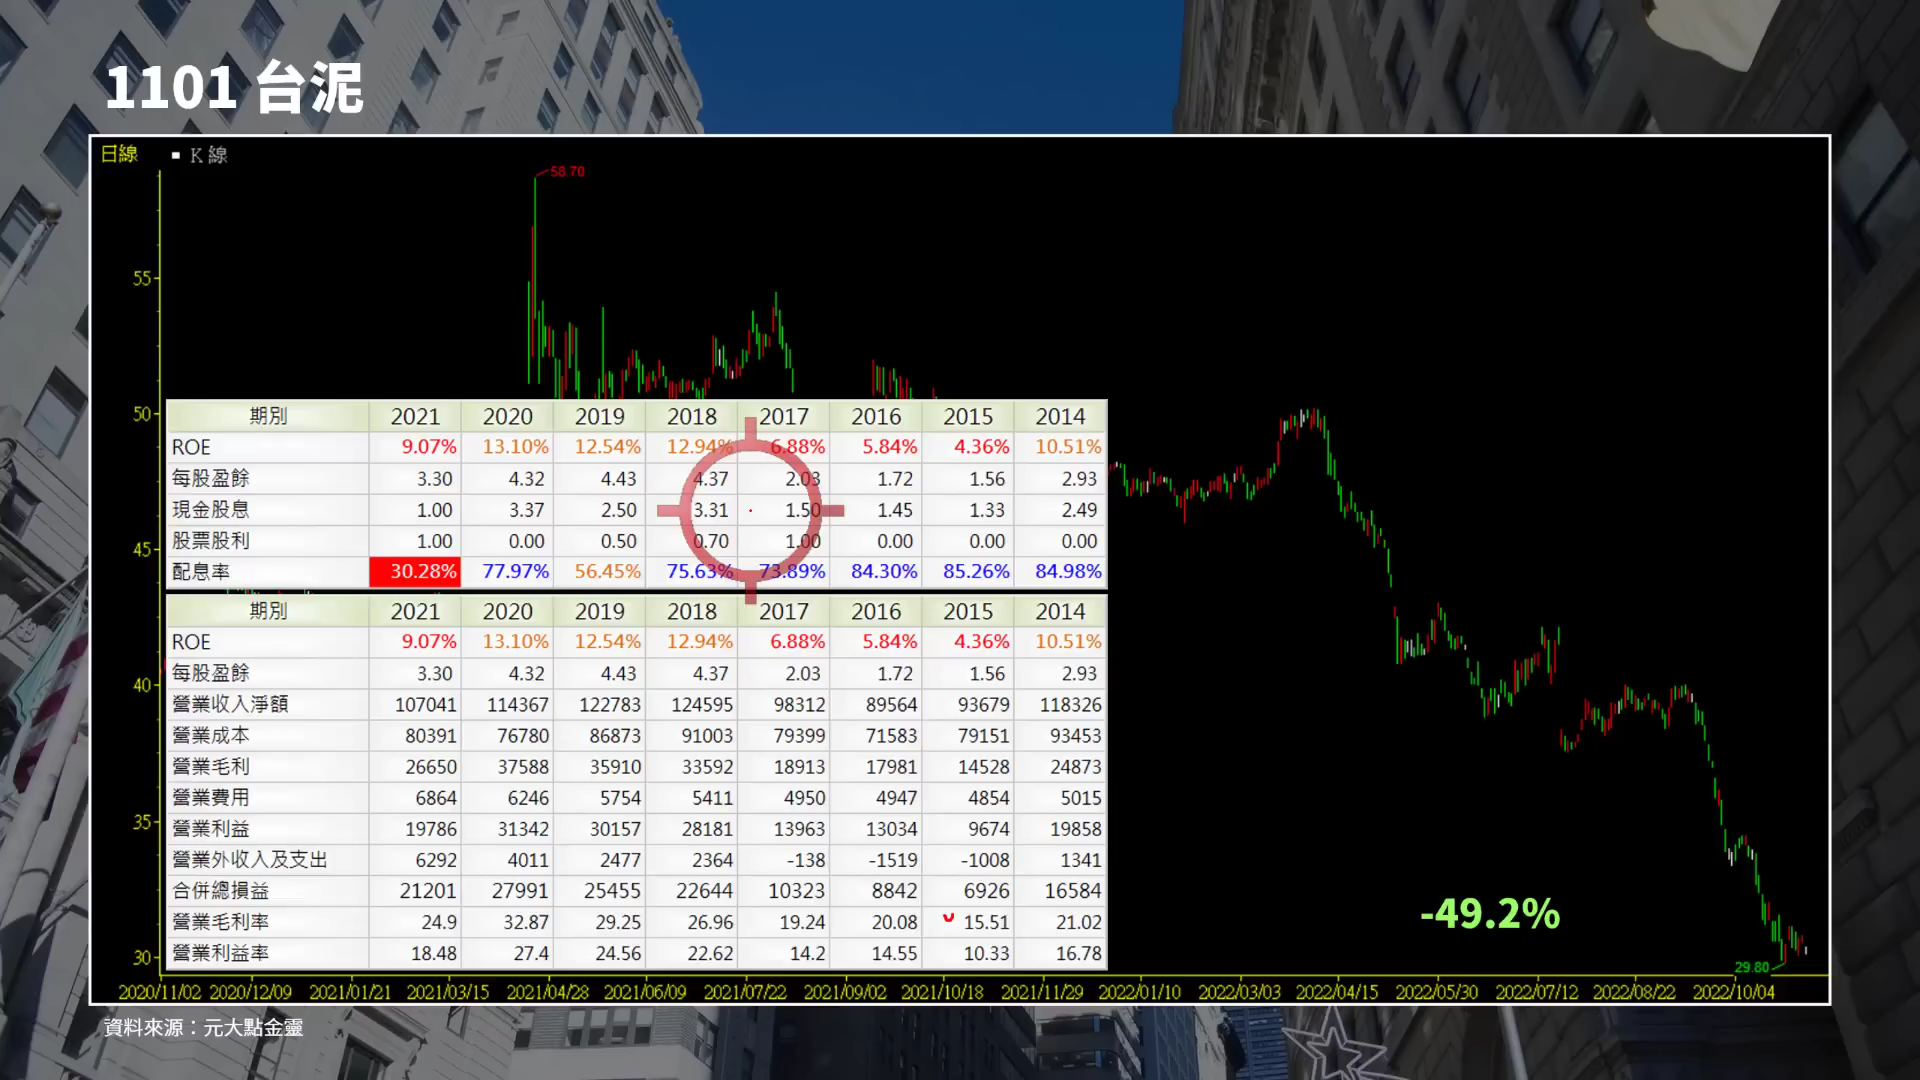 1101 台泥
日線 ■ K 線
58.70
55
50
45
40
35
30
期別 2021 2020 2019 2018 2017 2016 2015 2014
ROE 9.07% 13.10% 12.54% 12.94% 6.88% 5.84% 4.36% 10.51%
每股盈餘 3.30 4.32 4.43 4.37 2.03 1.72 1.56 2.93
現金股息 1.00 3.37 2.50 3.31 1.50 1.45 1.33 2.49
股票股利 1.00 0.00 0.50 0.70 1.00 0.00 0.00 0.00
配息率 30.28% 77.97% 56.45% 75.63% 73.89% 84.30% 85.26% 84.98%
期別 2021 2020 2019 2018 2017 2016 2015 2014
ROE 9.07% 13.10% 12.54% 12.94% 6.88% 5.84% 4.36% 10.51%
每股盈餘 3.30 4.32 4.43 4.37 2.03 1.72 1.56 2.93
營業收入淨額 107041 114367 122783 124595 98312 89564 93679 118326
營業成本 80391 76780 86873 91003 79399 71583 79151 93453
營業毛利 26650 37588 35910 33592 18913 17981 14528 24873
營業費用 6864 6246 5754 5411 4950 4947 4854 5015
營業利益 19786 31342 30157 28181 13963 13034 9674 19858
營業外收入及支出 6292 4011 2477 2364 -138 -1519 -1008 1341
合併總損益 21201 27991 25455 22644 10323 8842 6926 16584
營業毛利率 24.9 32.87 29.25 26.96 19.24 20.08 15.51 21.02
營業利益率 18.48 27.4 24.56 22.62 14.2 14.55 10.33 16.78
-49.2%
29.80
2020/11/02 2020/12/09 2021/01/21 2021/03/15 2021/04/28 2021/06/09 2021/07/22 2021/09/02 2021/10/18 2021/11/29 2022/01/10 2022/03/03 2022/04/15 2022/05/30 2022/07/12 2022/08/22 2022/10/04
資料來源：元大點金靈